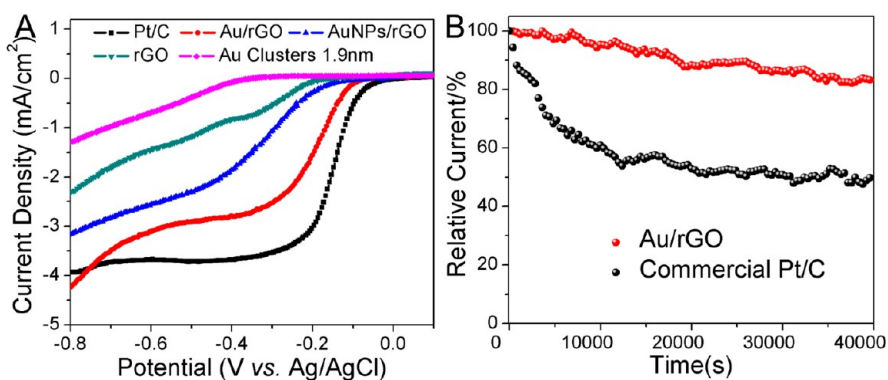 A
Pt/C Au/rGO AuNPs/rGO
rGO Au Clusters 1.9nm
1
0
-1
-2
-3
-4
-5
Current Density (mA/cm²)
-0.8 -0.6 -0.4 -0.2 0.0
Potential (V vs. Ag/AgCl)
B
100
80
60
40
20
0
Relative Current/%
Au/rGO
Commercial Pt/C
0 10000 20000 30000 40000
Time(s)